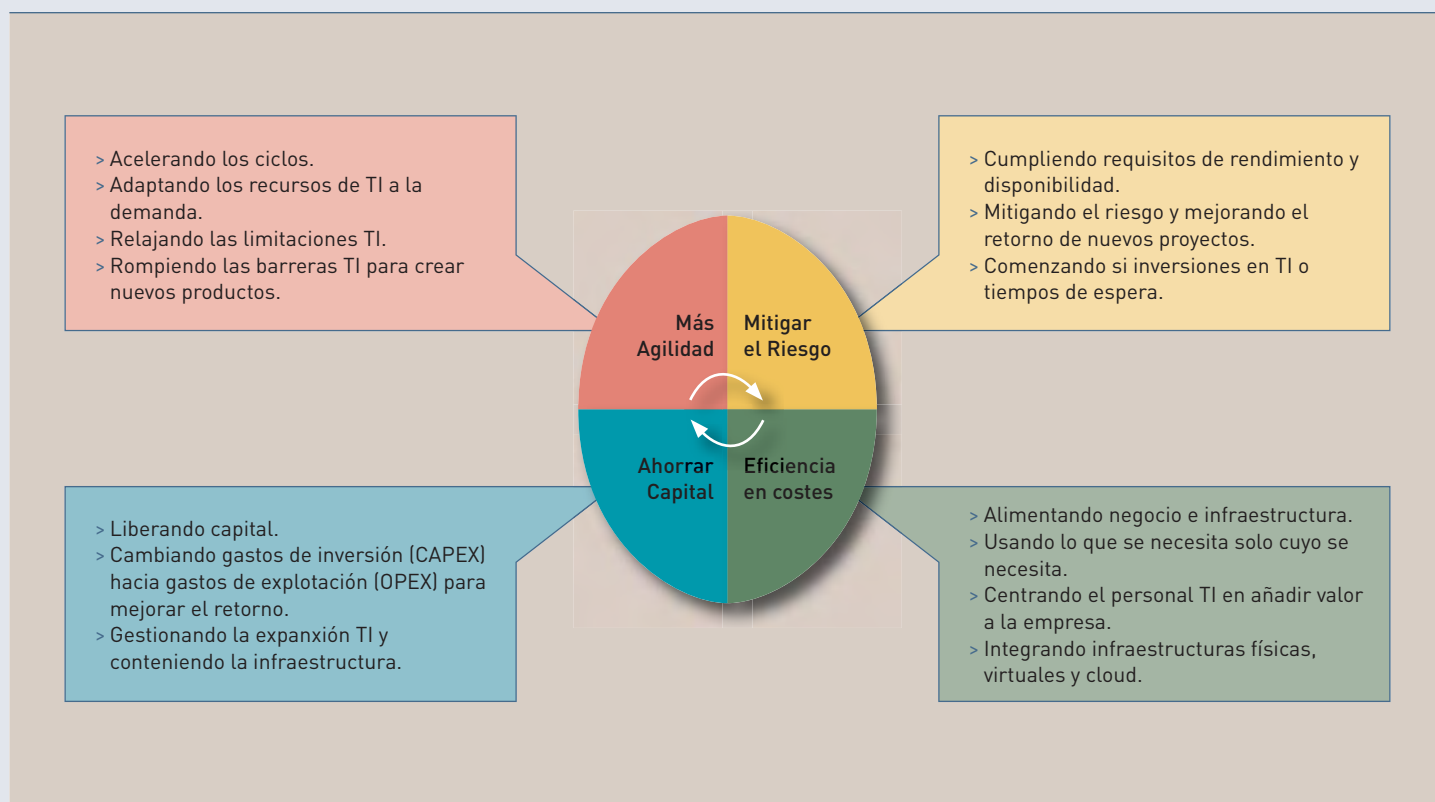 > Acelerando los ciclos.
> Adaptando los recursos de TI a la
demanda.
> Relajando las limitaciones TI.
> Rompiendo las barreras TI para crear
nuevos productos.
> Cumpliendo requisitos de rendimiento y
disponibilidad.
> Mitigando el riesgo y mejorando el
retorno de nuevos proyectos.
> Comenzando si inversiones en TI o
tiempos de espera.
Más
Agilidad
Mitigar
el Riesgo
Ahorrar
Capital
Eficiencia
en costes
> Liberando capital.
> Cambiando gastos de inversión (CAPEX)
hacia gastos de explotación (OPEX) para
mejorar el retorno.
> Gestionando la expanxión TI y
conteniendo la infraestructura.
> Alimentando negocio e infraestructura.
> Usando lo que se necesita solo cuyo se
necesita.
> Centrando el personal TI en añadir valor
a la empresa.
> Integrando infraestructuras físicas,
virtuales y cloud.